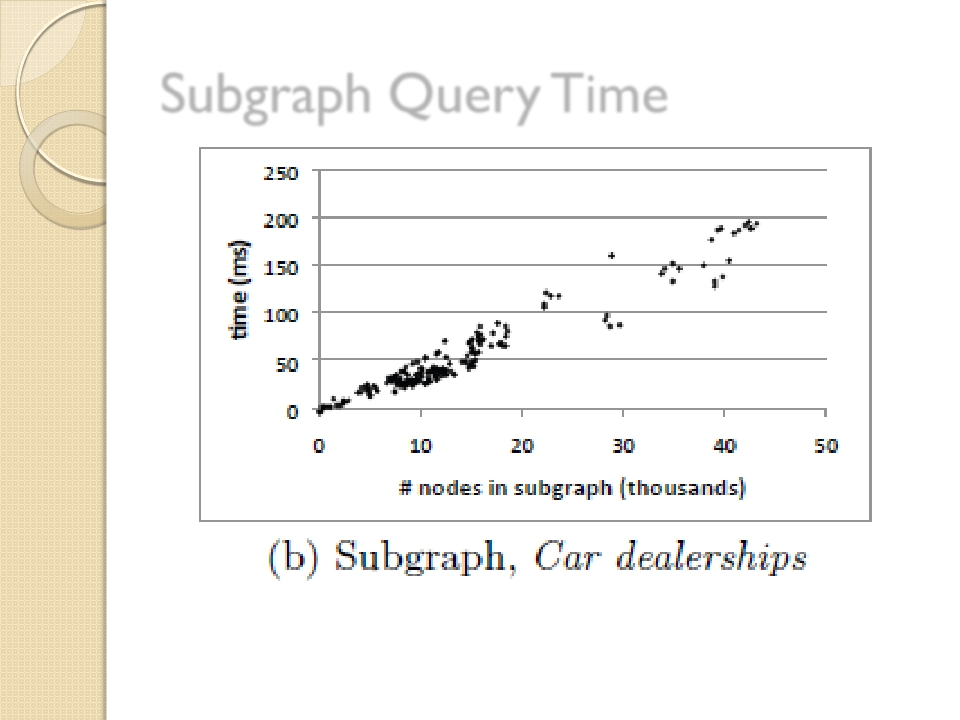 Subgraph Query Time
250
200
150
100
50
0
time (ms)
0 10 20 30 40 50
# nodes in subgraph (thousands)
(b) Subgraph, Car dealerships